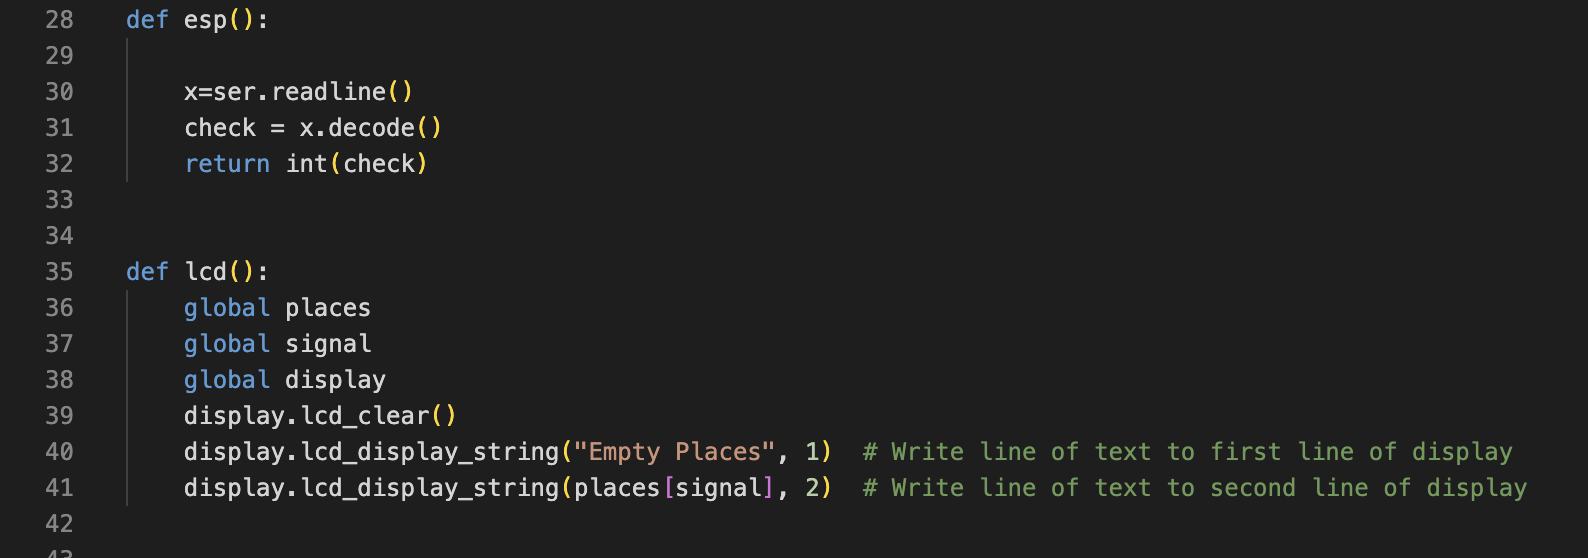 28 def esp():
29
30     x=ser.readline()
31     check = x.decode()
32     return int(check)
33
34
35 def lcd():
36     global places
37     global signal
38     global display
39     display.lcd_clear()
40     display.lcd_display_string("Empty Places", 1)  # Write line of text to first line of display
41     display.lcd_display_string(places[signal], 2)  # Write line of text to second line of display
42
43